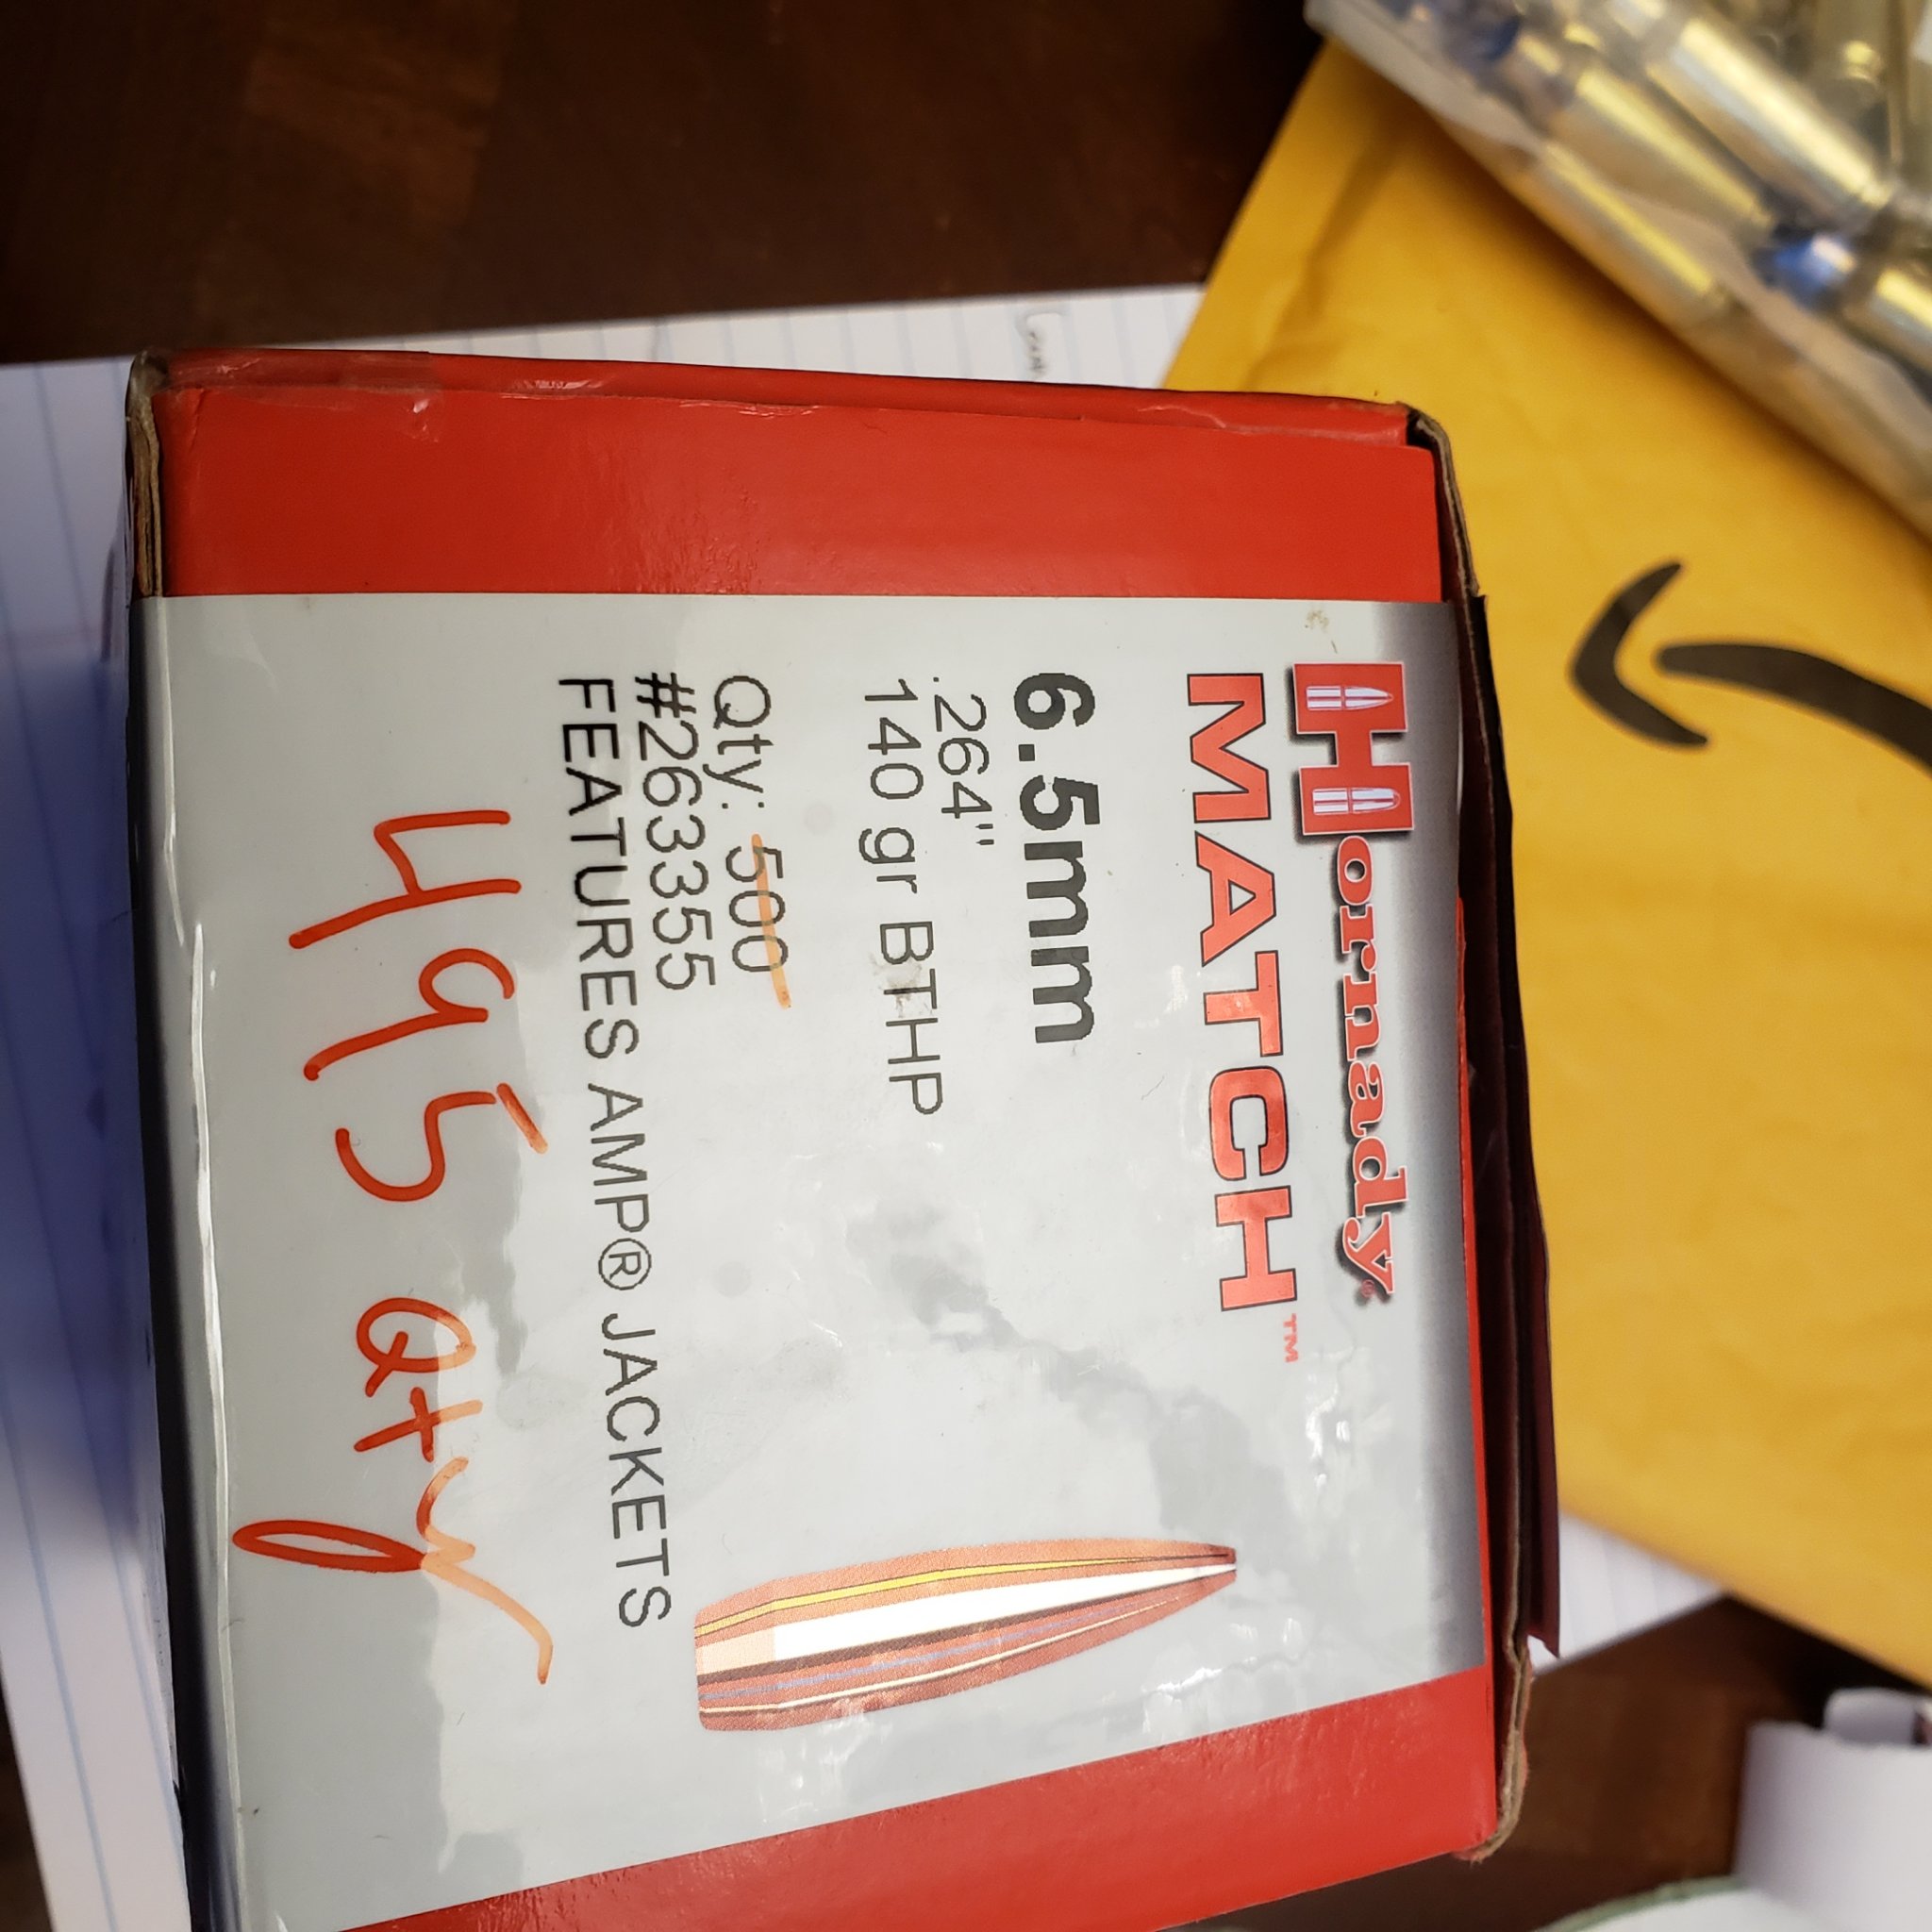 Hornady®
MATCH™
6.5mm
.264"
140 gr BTHP
Qty: 500
#263355
FEATURES AMP® JACKETS
495 Qty